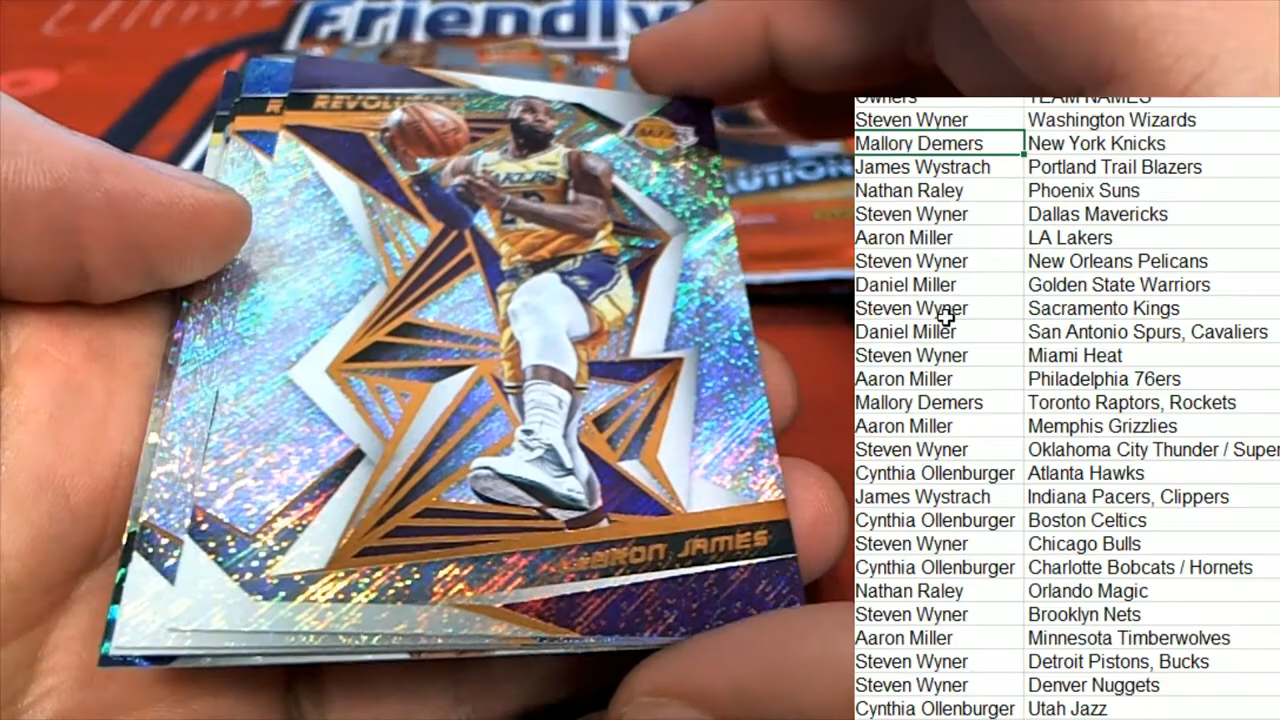 Friendly
REVOLUTION
R
LAKERS
LUTION
LEBRON JAMES
Owners TEAM NAMES
Steven Wyner Washington Wizards
Mallory Demers New York Knicks
James Wystrach Portland Trail Blazers
Nathan Raley Phoenix Suns
Steven Wyner Dallas Mavericks
Aaron Miller LA Lakers
Steven Wyner New Orleans Pelicans
Daniel Miller Golden State Warriors
Steven Wyner Sacramento Kings
Daniel Miller San Antonio Spurs, Cavaliers
Steven Wyner Miami Heat
Aaron Miller Philadelphia 76ers
Mallory Demers Toronto Raptors, Rockets
Aaron Miller Memphis Grizzlies
Steven Wyner Oklahoma City Thunder / Super
Cynthia Ollenburger Atlanta Hawks
James Wystrach Indiana Pacers, Clippers
Cynthia Ollenburger Boston Celtics
Steven Wyner Chicago Bulls
Cynthia Ollenburger Charlotte Bobcats / Hornets
Nathan Raley Orlando Magic
Steven Wyner Brooklyn Nets
Aaron Miller Minnesota Timberwolves
Steven Wyner Detroit Pistons, Bucks
Steven Wyner Denver Nuggets
Cynthia Ollenburger Utah Jazz